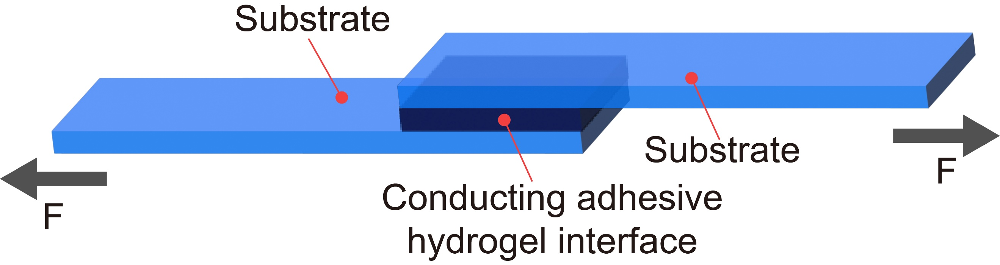 Substrate
Substrate
F
Conducting adhesive
hydrogel interface
F